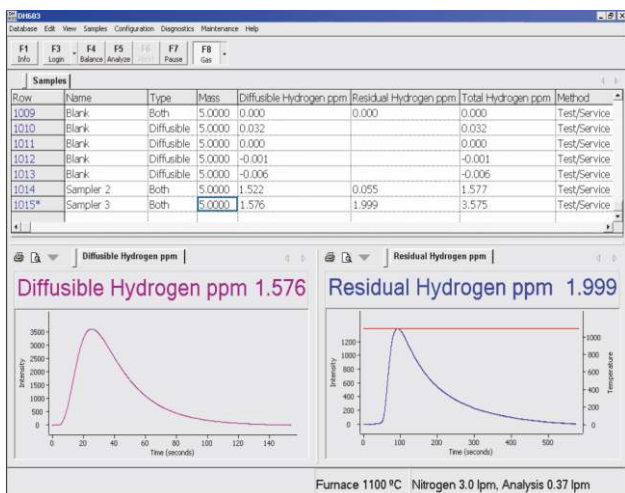 DH603
Database Edit View Samples Configuration Diagnostics Maintenance Help
F1 F3 F4 F5 F6 F7 F8
Info Login Balance Analyze Pause Gas
Samples
Row Name Type Mass Diffusible Hydrogen ppm Residual Hydrogen ppm Total Hydrogen ppm Method
1009 Blank Both 5.0000 0.000 0.000 0.000 Test/Service
1010 Blank Diffusible 5.0000 0.032 0.032 Test/Service
1011 Blank Diffusible 5.0000 0.000 0.000 Test/Service
1012 Blank Diffusible 5.0000 -0.001 -0.001 Test/Service
1013 Blank Diffusible 5.0000 -0.006 -0.006 Test/Service
1014 Sampler 2 Both 5.0000 1.522 0.055 1.577 Test/Service
1015* Sampler 3 Both 5.0000 1.576 1.999 3.575 Test/Service
Diffusible Hydrogen ppm
Diffusible Hydrogen ppm 1.576
Intensity
3500
3000
2500
2000
1500
1000
500
0
0 20 40 60 80 100 120 140
Time (seconds)
Residual Hydrogen ppm
Residual Hydrogen ppm 1.999
Intensity
1200
1000
800
600
400
200
0
1000
800
600
400
200
0
Temperature
0 100 200 300 400 500
Time (seconds)
Furnace 1100 ºC Nitrogen 3.0 lpm, Analysis 0.37 lpm